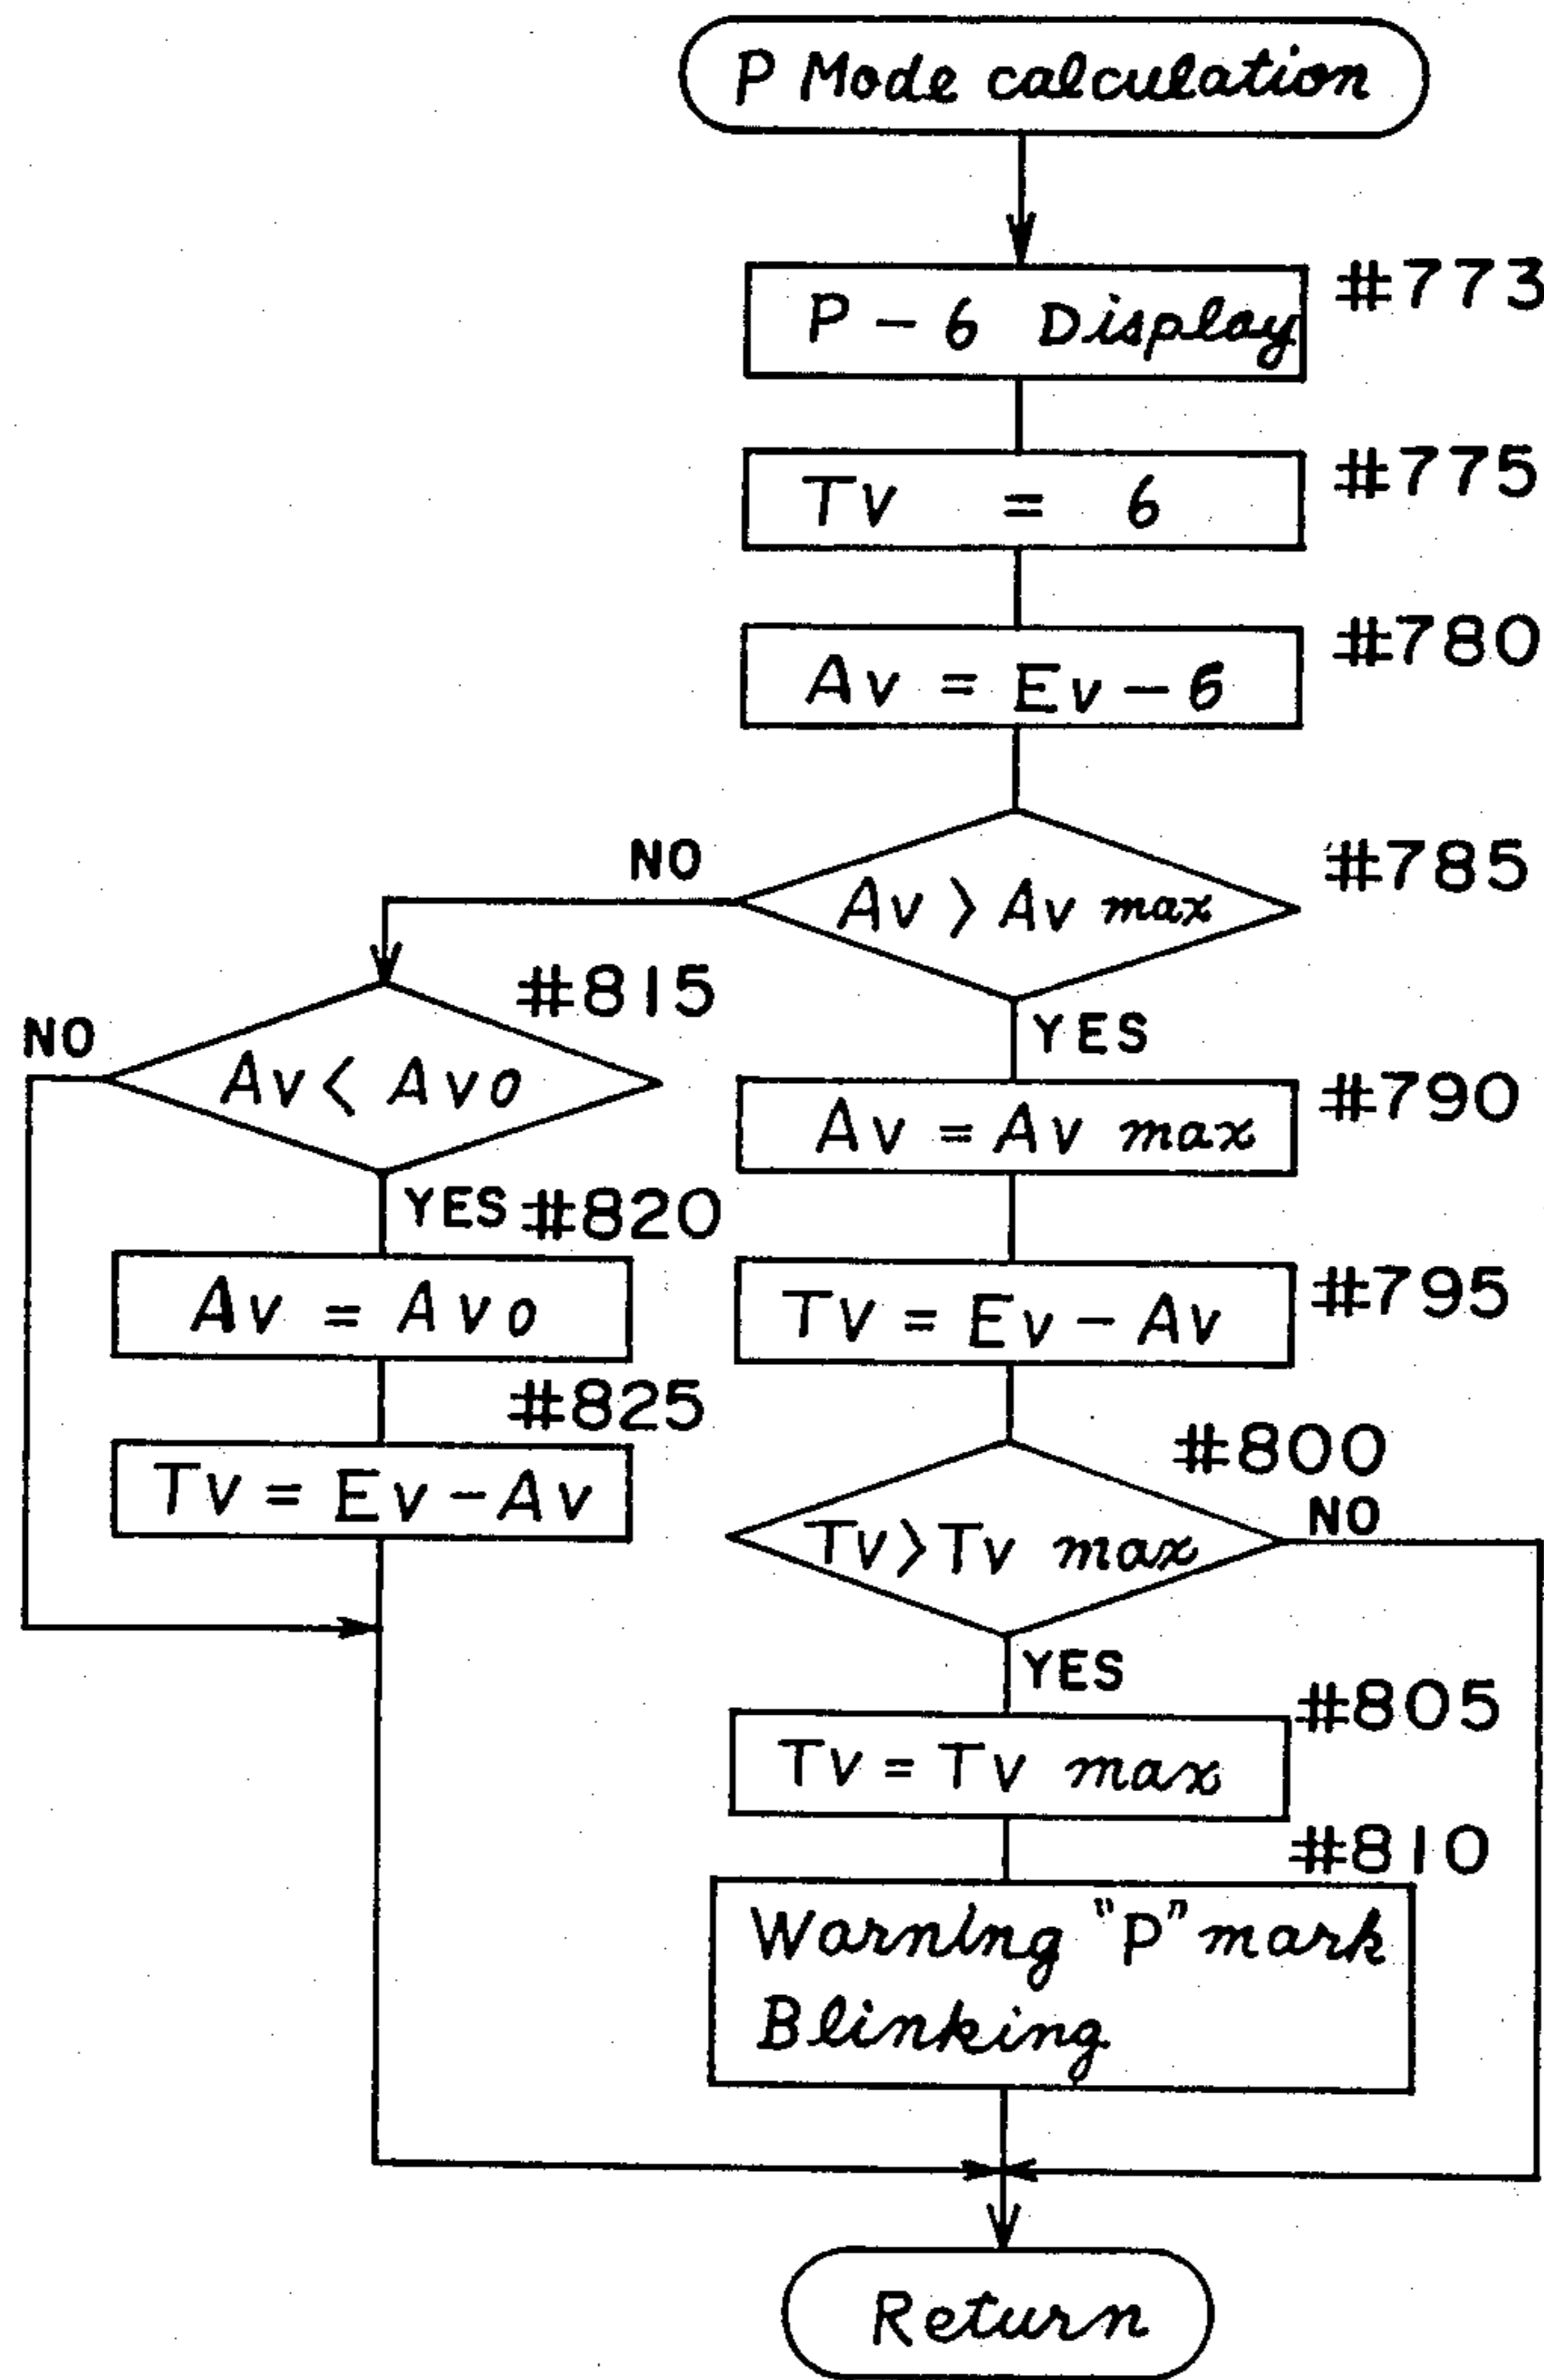 P Mode calculation
#773
P - 6 Display
#775
Tv = 6
#780
Av = Ev - 6
#785
NO
Av > Av max
YES
#815
NO
Av < Avo
#790
Av = Av max
YES #820
Av = Avo
#795
Tv = Ev - Av
#825
Tv = Ev - Av
#800
NO
Tv > Tv max
YES
#805
Tv = Tv max
#810
Warning "P" mark
Blinking
Return